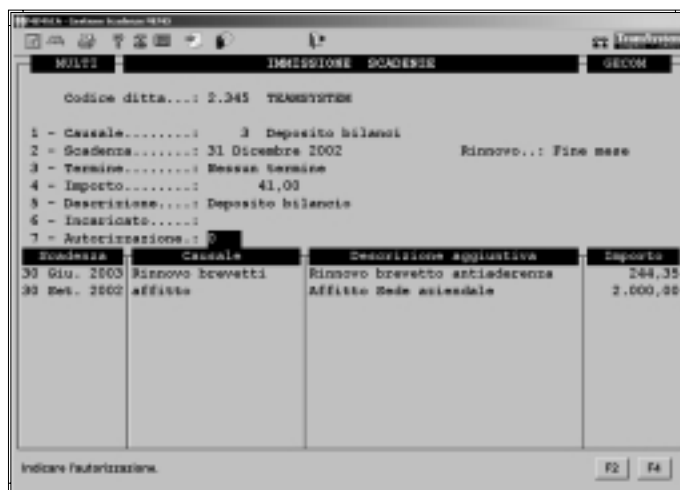 MULTI IMMISSIONE SCADENZE GECOM
Codice ditta...: 2.345 TEAMSYSTEM
1 - Causale........: 3 Deposito bilanci
2 - Scadenza.......: 31 Dicembre 2002 Rinnovo..: Fine mese
3 - Termine........: Nessun termine
4 - Importo........: 41,00
5 - Descrizione....: Deposito bilancio
6 - Incaricato.....:
7 - Autorizzazione.: 0
Scadenza Causale Descrizione aggiuntiva Importo
30 Giu. 2003 Rinnovo brevetti Rinnovo brevetto antiaderenza 244,35
30 Set. 2002 affitto Affitto Sede aziendale 2.000,00
Indicare l'autorizzazione. F2 F4